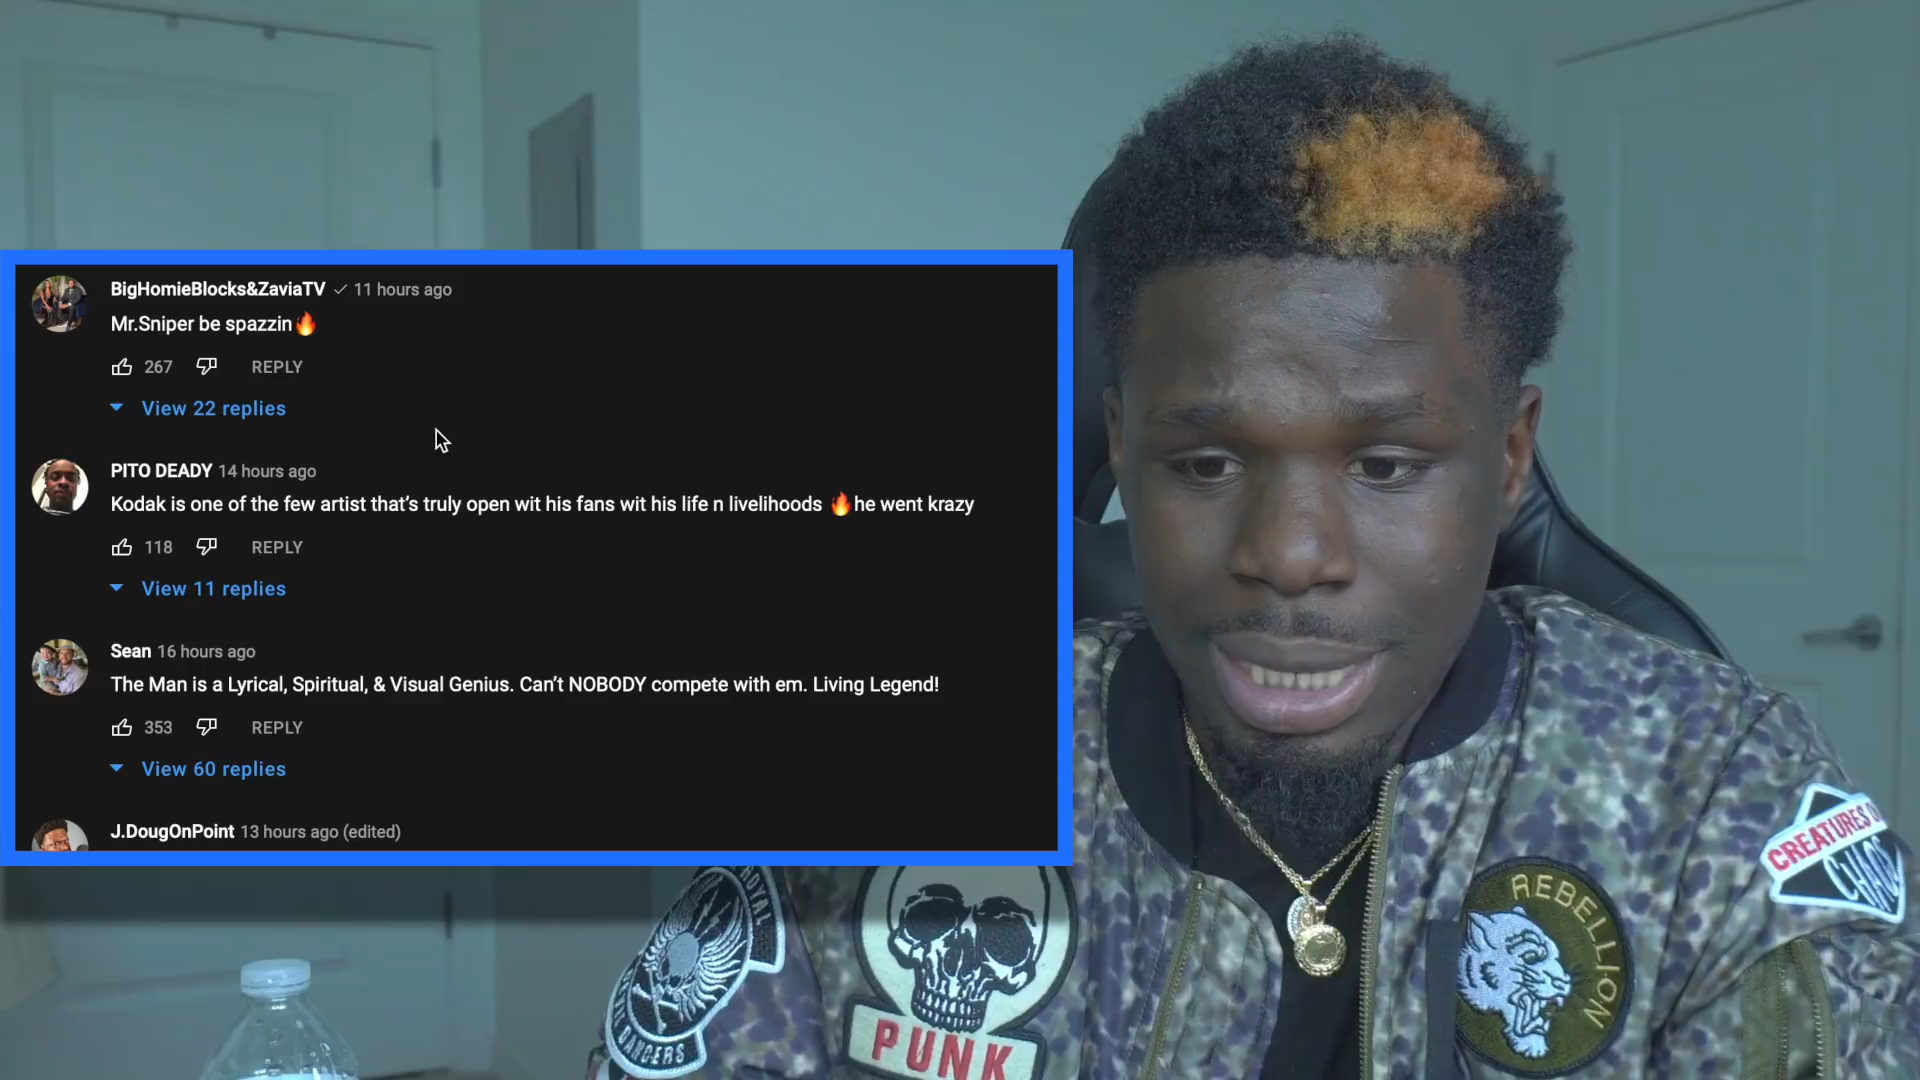 BigHomieBlocks&ZaviaTV ✓ 11 hours ago
Mr.Sniper be spazzin🔥
267 REPLY
View 22 replies
PITO DEADY 14 hours ago
Kodak is one of the few artist that’s truly open wit his fans wit his life n livelihoods 🔥he went krazy
118 REPLY
View 11 replies
Sean 16 hours ago
The Man is a Lyrical, Spiritual, & Visual Genius. Can’t NOBODY compete with em. Living Legend!
353 REPLY
View 60 replies
J.DougOnPoint 13 hours ago (edited)
ROYAL
DANCERS
PUNK
REBELLION
CREATURES
CHAOS